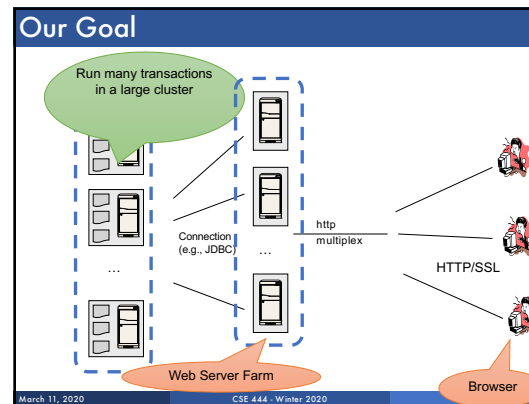 Our Goal
Run many transactions
in a large cluster
Connection
(e.g., JDBC)
...
...
http
multiplex
HTTP/SSL
Web Server Farm
Browser
March 11, 2020
CSE 444 - Winter 2020